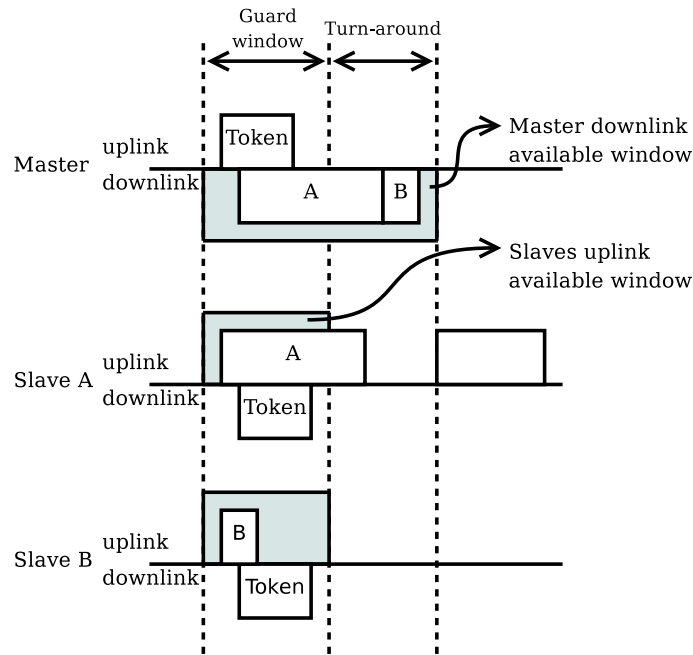 Guard
window
Turn-around
Master
uplink
downlink
Token
A
B
Master downlink
available window
Slaves uplink
available window
Slave A
uplink
downlink
A
Token
Slave B
uplink
downlink
B
Token